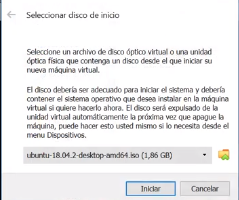 Seleccionar disco de inicio
Seleccione un archivo de disco óptico virtual o una unidad
óptica física que contenga un disco desde el que iniciar su
nueva máquina virtual.
El disco debería ser adecuado para iniciar el sistema y debería
contener el sistema operativo que desea instalar en la máquina
virtual si quiere hacerlo ahora. El disco será expulsado de la
unidad virtual automáticamente la próxima vez que apague la
máquina, puede hacer esto usted mismo si lo necesita desde el
menu Dispositivos.
ubuntu-18.04.2-desktop-amd64.iso (1,86 GB)
Iniciar
Cancelar